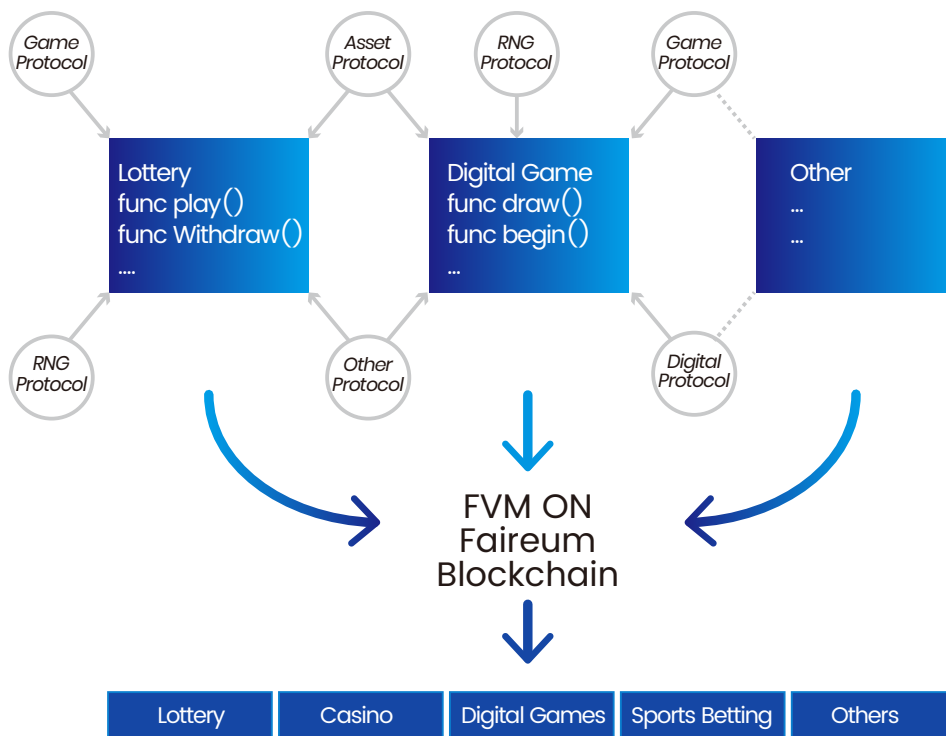 Game
Protocol
Asset
Protocol
RNG
Protocol
Game
Protocol
Lottery
func play()
func Withdraw()
....
Digital Game
func draw()
func begin()
...
Other
...
...
RNG
Protocol
Other
Protocol
Digital
Protocol
FVM ON
Faireum
Blockchain
Lottery
Casino
Digital Games
Sports Betting
Others